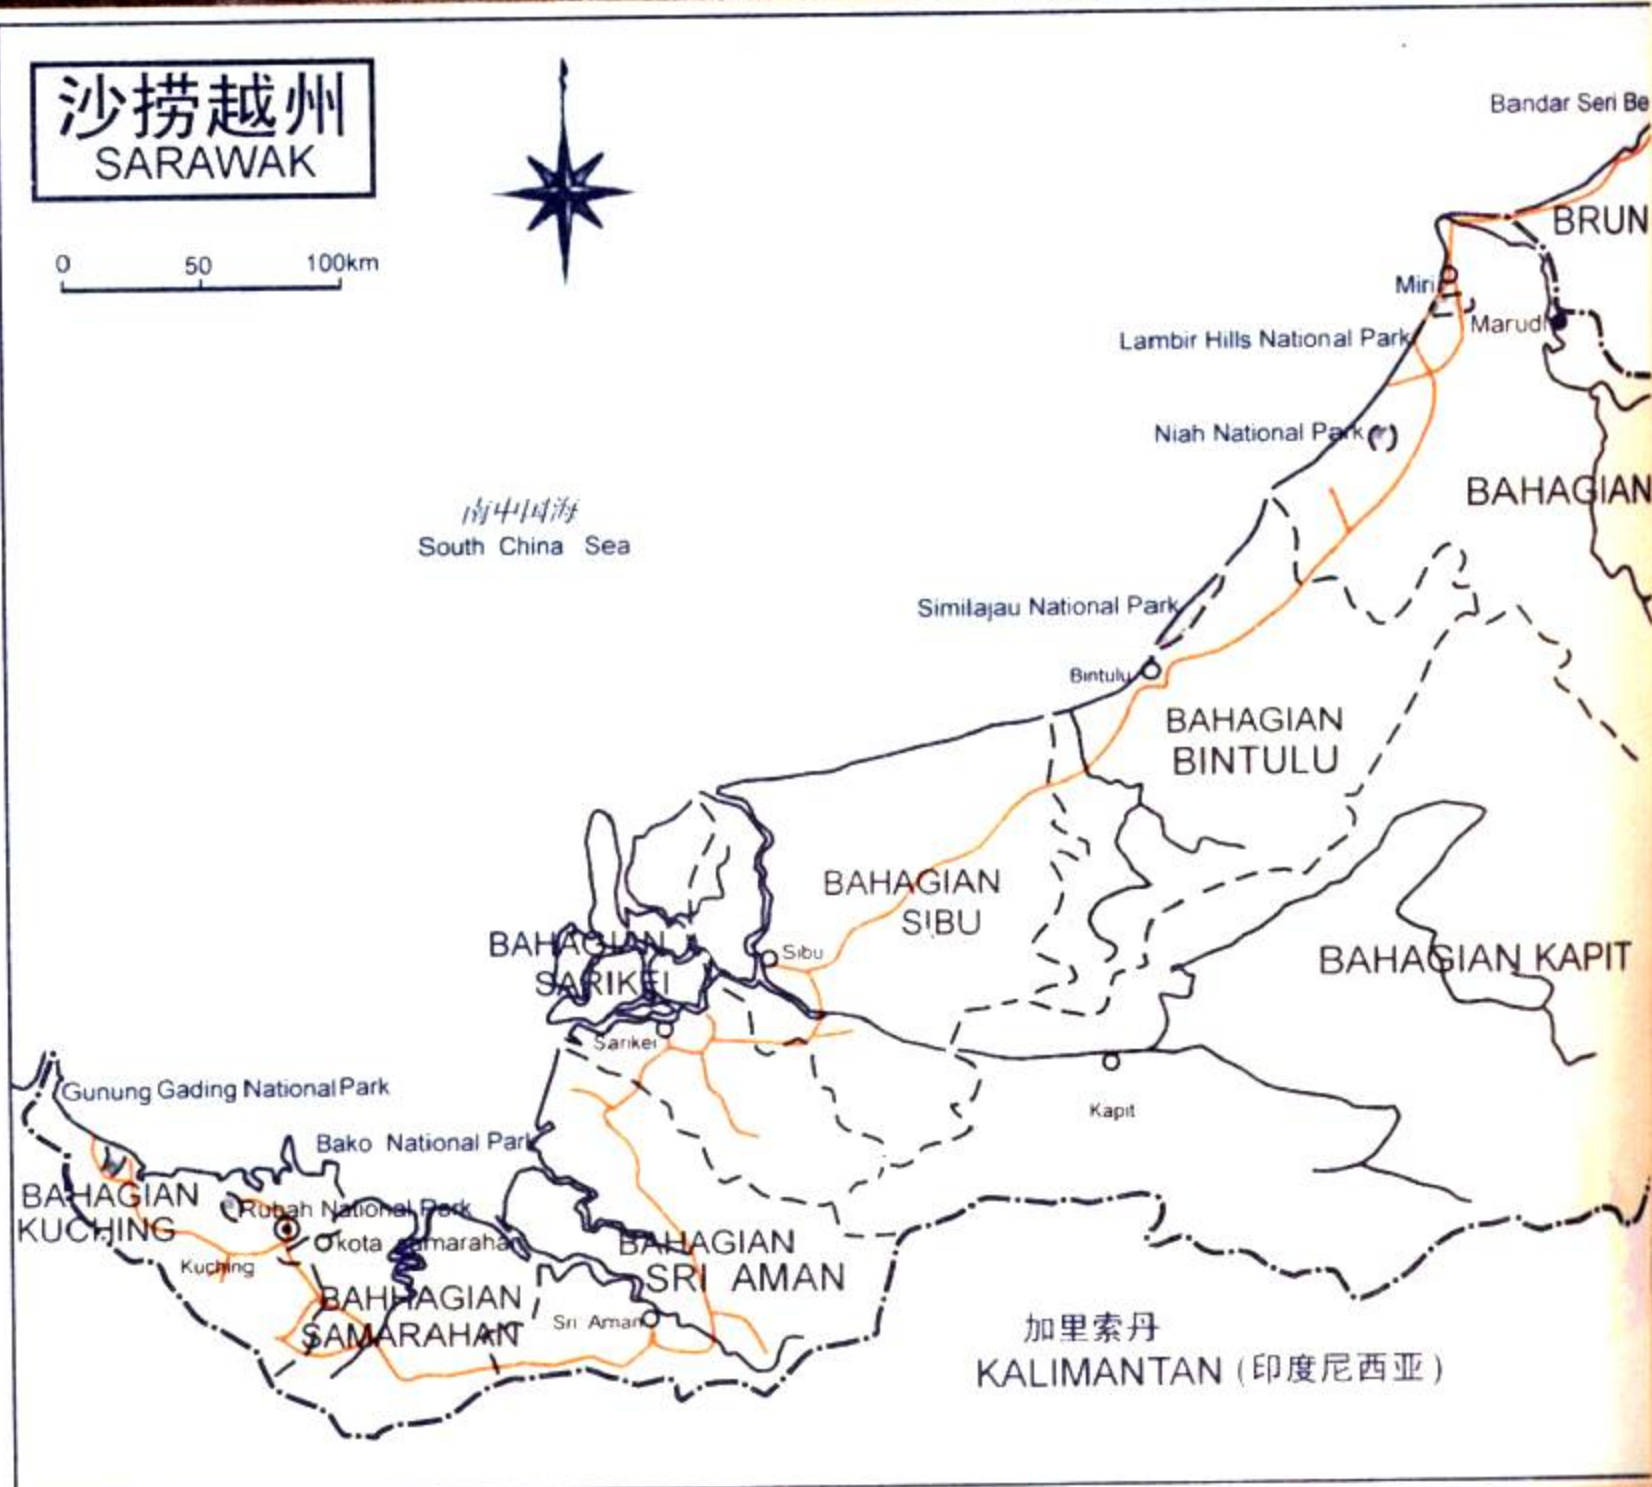 沙捞越州
SARAWAK
0 50 100km
Bandar Seri Be
BRUN
Miri
Marudi
Lambir Hills National Park
Niah National Park
BAHAGIAN
南中国海
South China Sea
Similajau National Park
Bintulu
BAHAGIAN
BINTULU
BAHAGIAN
SIBU
BAHAGIAN
SARIKEI
Sibu
BAHAGIAN KAPIT
Sarikei
Kapit
Gunung Gading National Park
Bako National Park
BAHAGIAN
KUCHING
Rubah National Park
kota samarahan
Kuching
BAHAGIAN
SRI AMAN
BAHHAGIAN
SAMARAHAN
Sri Aman
加里索丹
KALIMANTAN (印度尼西亚)